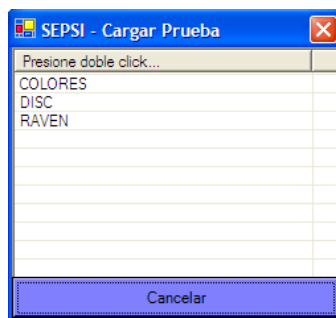 SEPSI - Cargar Prueba
Presione doble click...
COLORES
DISC
RAVEN
Cancelar